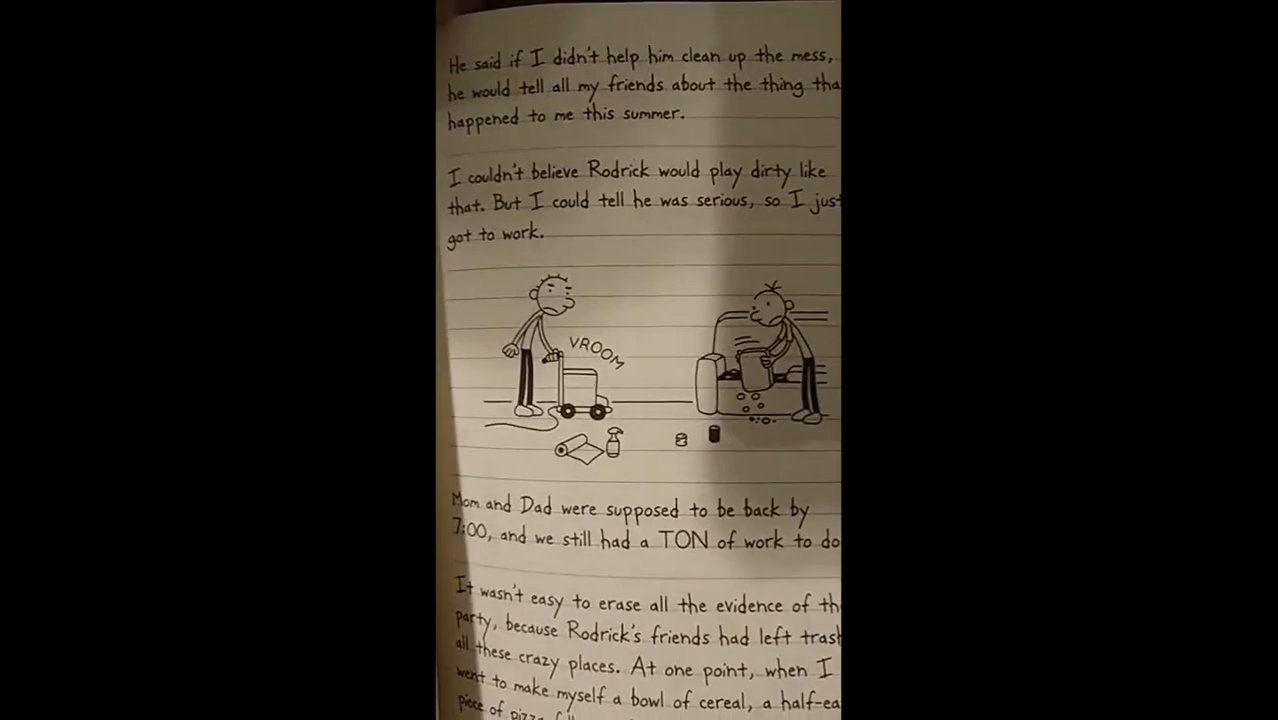 He said if I didn't help him clean up the mess,
he would tell all my friends about the thing tha
happened to me this summer.
I couldn't believe Rodrick would play dirty like
that. But I could tell he was serious, so I jus
got to work.
VROOM
Mom and Dad were supposed to be back by
7:00, and we still had a TON of work to do
It wasn't easy to erase all the evidence of th
party, because Rodrick's friends had left tras
all these crazy places. At one point, when I
went to make myself a bowl of cereal, a half-ea
piece of pizza